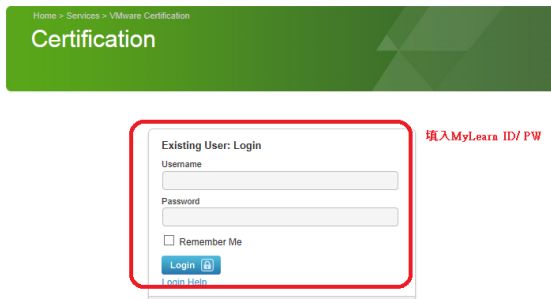 Home > Services > VMware Certification
Certification
填入MyLearn ID/ PW
Existing User: Login
Username
Password
Remember Me
Login
Login Help